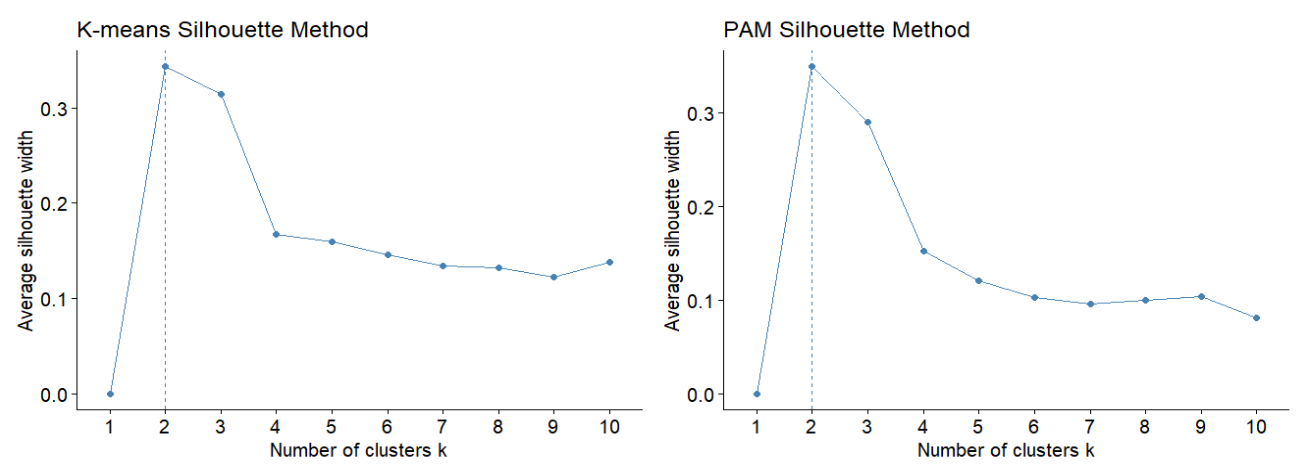 K-means Silhouette Method
Average silhouette width
0.3
0.2
0.1
0.0
1 2 3 4 5 6 7 8 9 10
Number of clusters k
PAM Silhouette Method
Average silhouette width
0.3
0.2
0.1
0.0
1 2 3 4 5 6 7 8 9 10
Number of clusters k